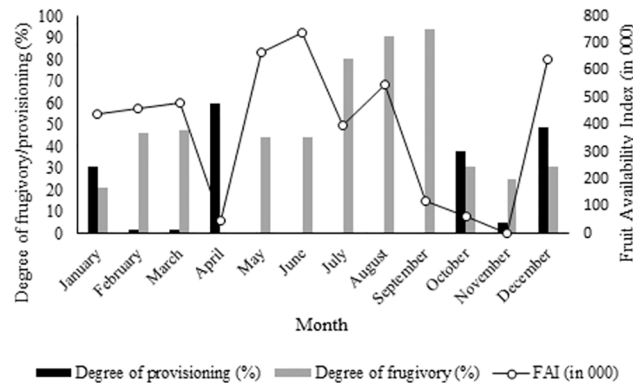 Degree of frugivory/provisioning (%)
100
90
80
70
60
50
40
30
20
10
0
800
700
600
500
400
300
200
100
0
Fruit Availability Index (in 000)
January
February
March
April
May
June
July
August
September
October
November
December
Month
Degree of provisioning (%) Degree of frugivory (%) FAI (in 000)